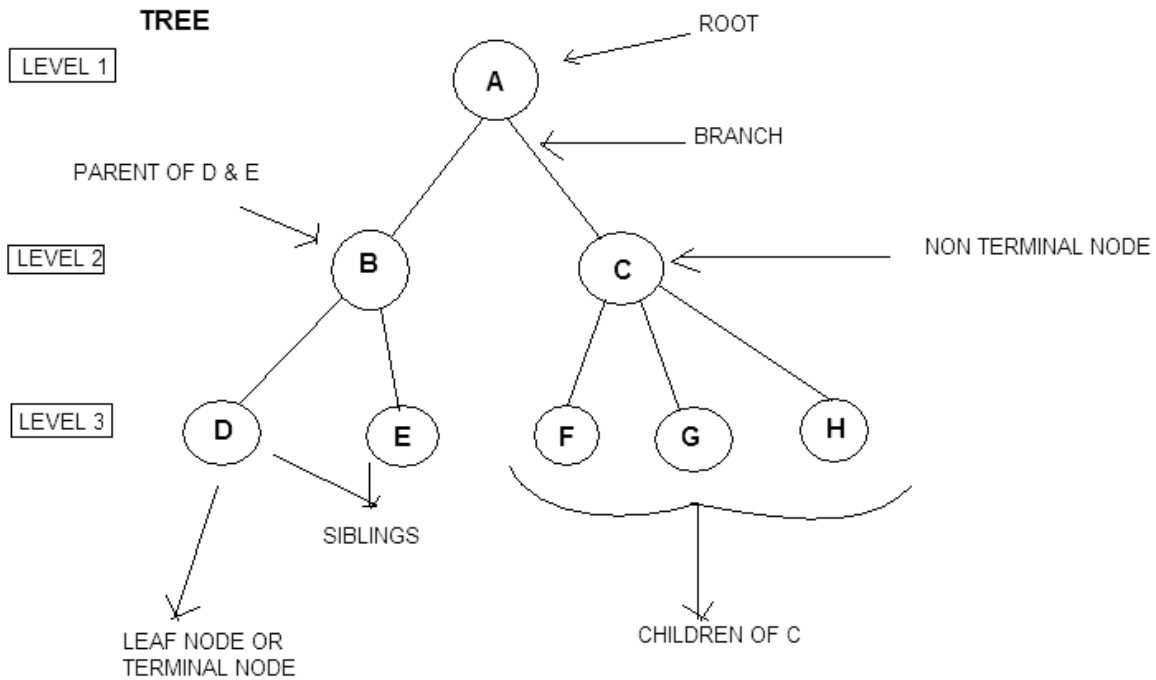 TREE
ROOT
LEVEL 1
A
BRANCH
PARENT OF D & E
LEVEL 2
B
C
NON TERMINAL NODE
LEVEL 3
D
E
F
G
H
SIBLINGS
LEAF NODE OR
TERMINAL NODE
CHILDREN OF C